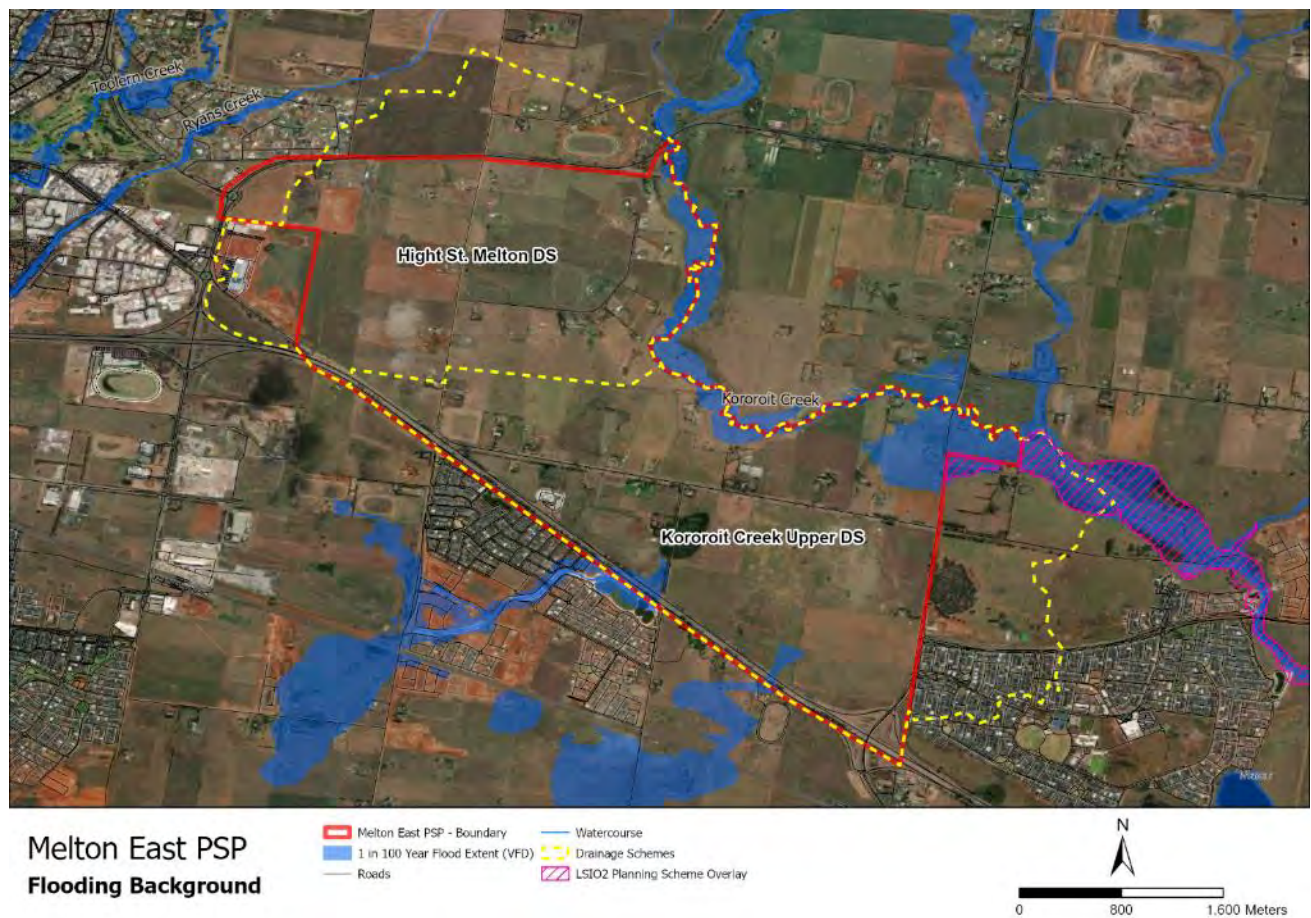 Toolern Creek
Ryans Creek
Hight St. Melton DS
Kororoit Creek
Kororoit Creek Upper DS
Maxar
Melton East PSP
Flooding Background
Melton East PSP - Boundary
1 in 100 Year Flood Extent (VFD)
Roads
Watercourse
Drainage Schemes
LSIO2 Planning Scheme Overlay
N
0 800 1,600 Meters